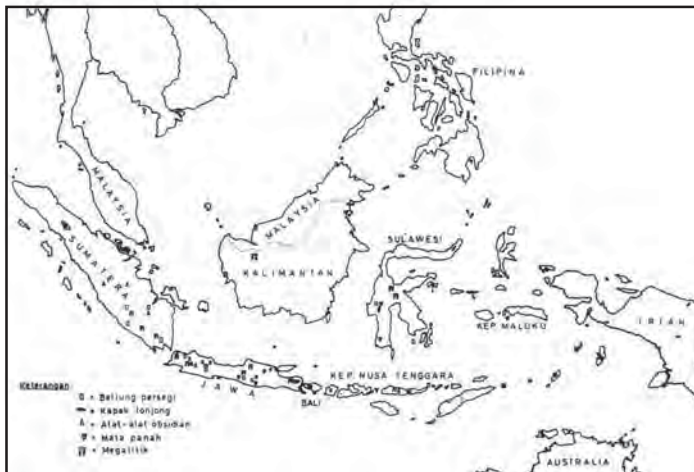 FILIPINA
MALAYSIA
MALAYSIA
SUMATERA
SULAWESI
KALIMANTAN
KEP. MALUKU
IRIAN
KEP. NUSA TENGGARA
JAWA
BALI
AUSTRALIA
Keterangan:
= Beliung persegi
= Kapak lonjong
= Alat-alat obsidian
= Mata panah
= Megalitik